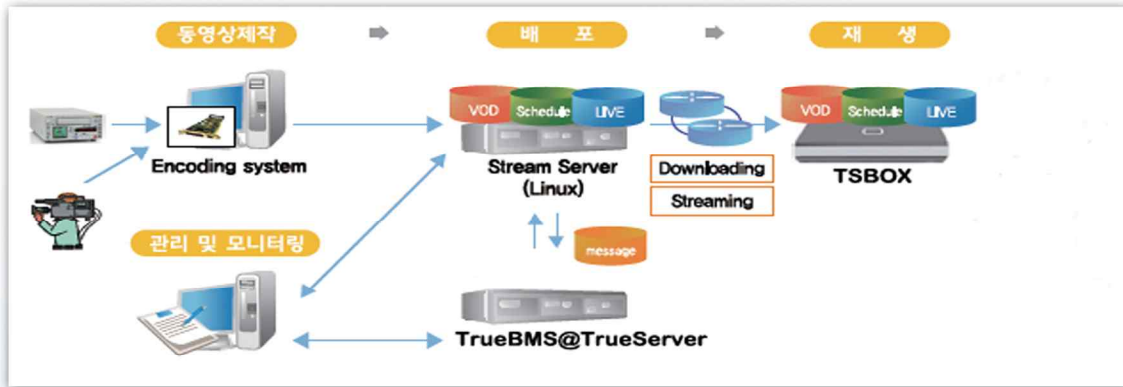 동영상제작
배 포
재 생
VOD
Schedule
LIVE
VOD
Schedule
LIVE
Encoding system
Stream Server
(Linux)
Downloading
Streaming
TSBOX
관리 및 모니터링
message
TrueBMS@TrueServer